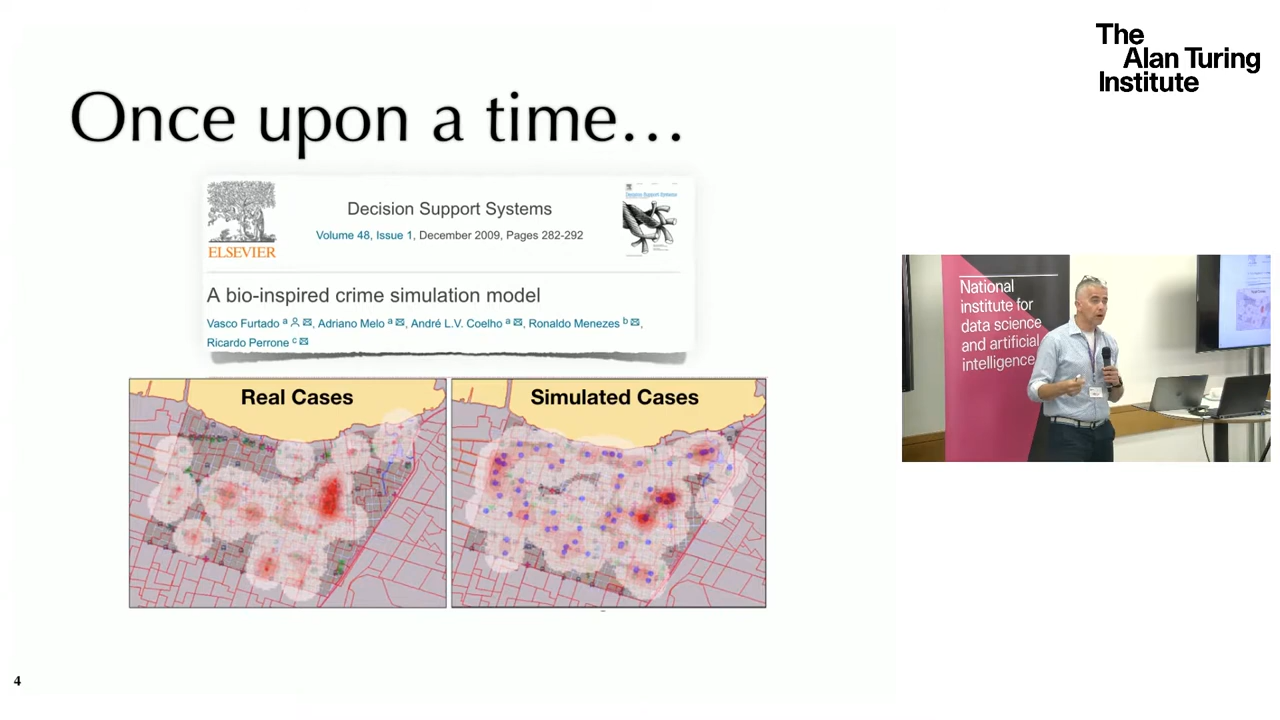 The
Alan Turing
Institute
Once upon a time…
Decision Support Systems
Volume 48, Issue 1, December 2009, Pages 282-292
ELSEVIER
A bio-inspired crime simulation model
Vasco Furtado a, Adriano Melo a, André L.V. Coelho a, Ronaldo Menezes b,
Ricardo Perrone c
Real Cases
Simulated Cases
National
institute for
data science
and artificial
intelligence
4